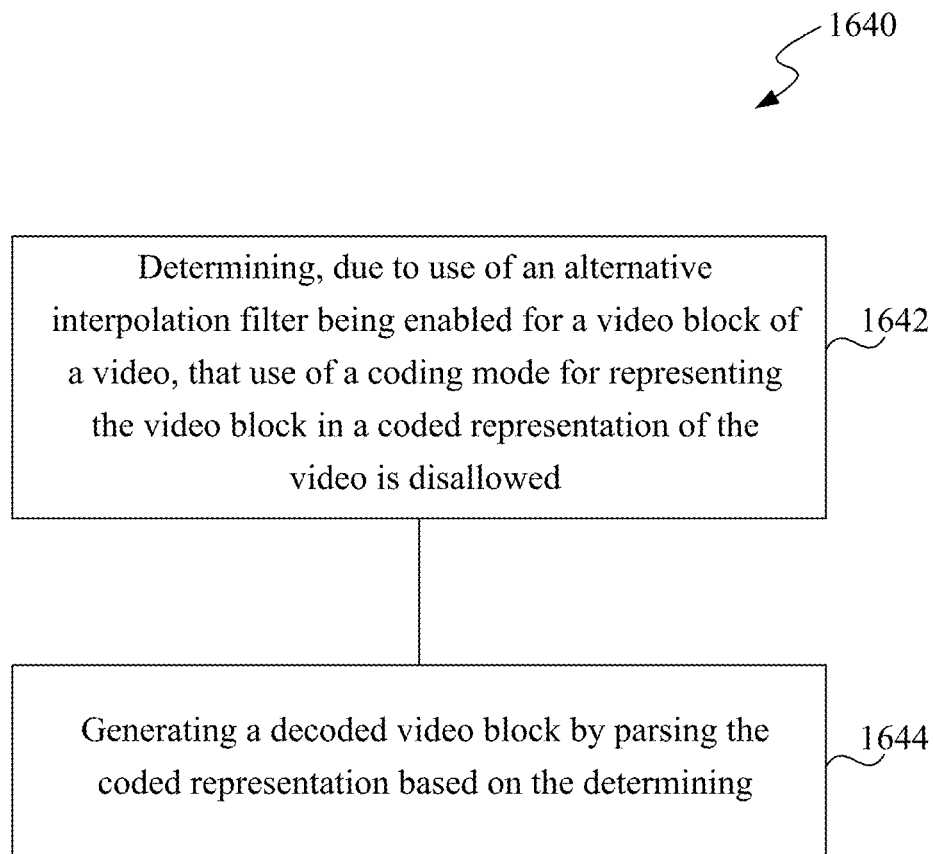 1640
Determining, due to use of an alternative
interpolation filter being enabled for a video block of
a video, that use of a coding mode for representing
the video block in a coded representation of the
video is disallowed
1642
Generating a decoded video block by parsing the
coded representation based on the determining
1644